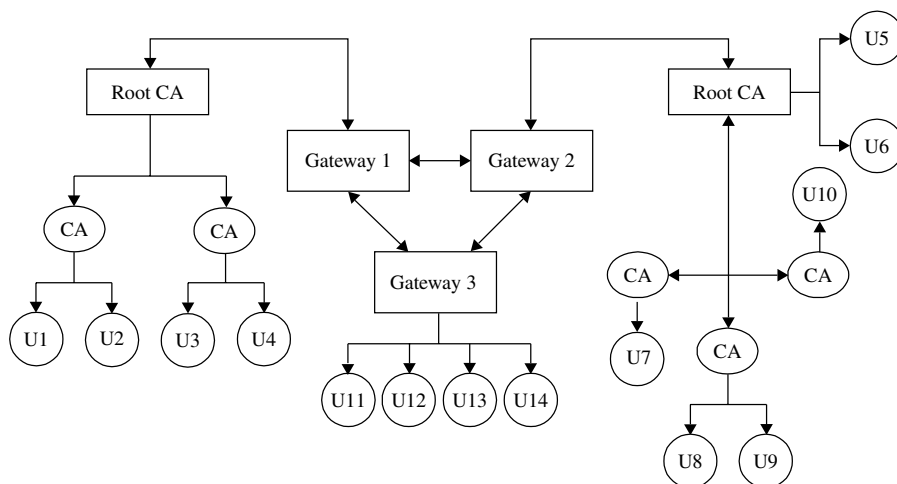 U5
Root CA
Root CA
Gateway 1
Gateway 2
U6
U10
CA
CA
Gateway 3
CA
CA
U1
U2
U3
U4
U7
CA
U11
U12
U13
U14
U8
U9